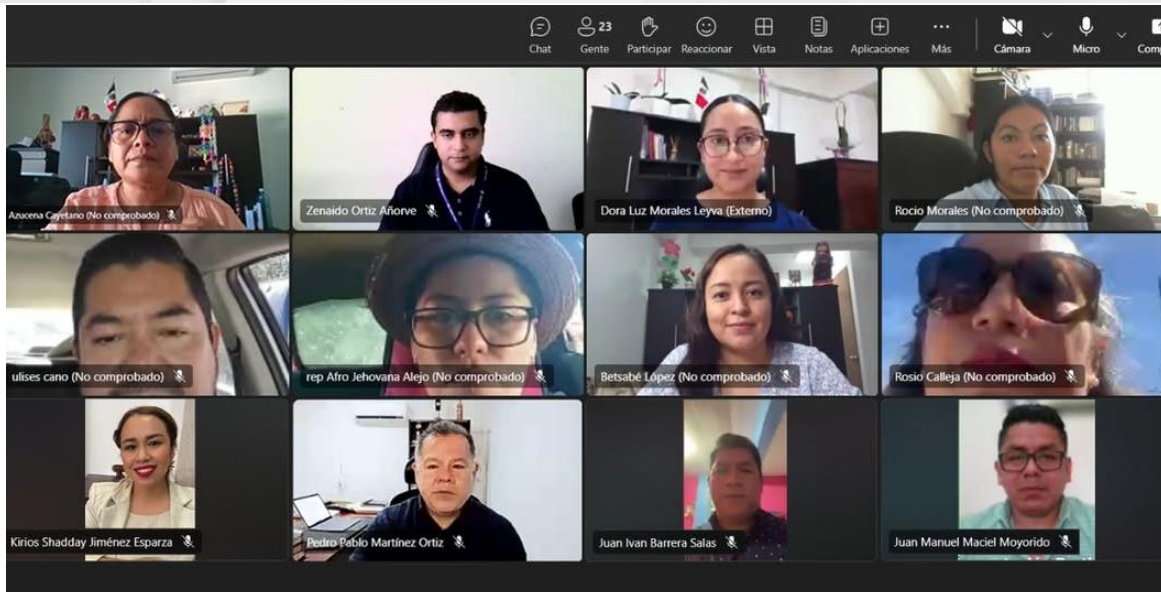 23
Chat Gente Participar Reaccionar Vista Notas Aplicaciones Más Cámara Micro
Azucena Cayetano (No comprobado)
Zenaido Ortiz Añorve
Dora Luz Morales Leyva (Externo)
Rocio Morales (No comprobado)
ulises cano (No comprobado)
rep Afro Jehovana Alejo (No comprobado)
Betsabé López (No comprobado)
Rosio Calleja (No comprobado)
Kirios Shadday Jiménez Esparza
Pedro Pablo Martínez Ortiz
Juan Ivan Barrera Salas
Juan Manuel Maciel Moyorido